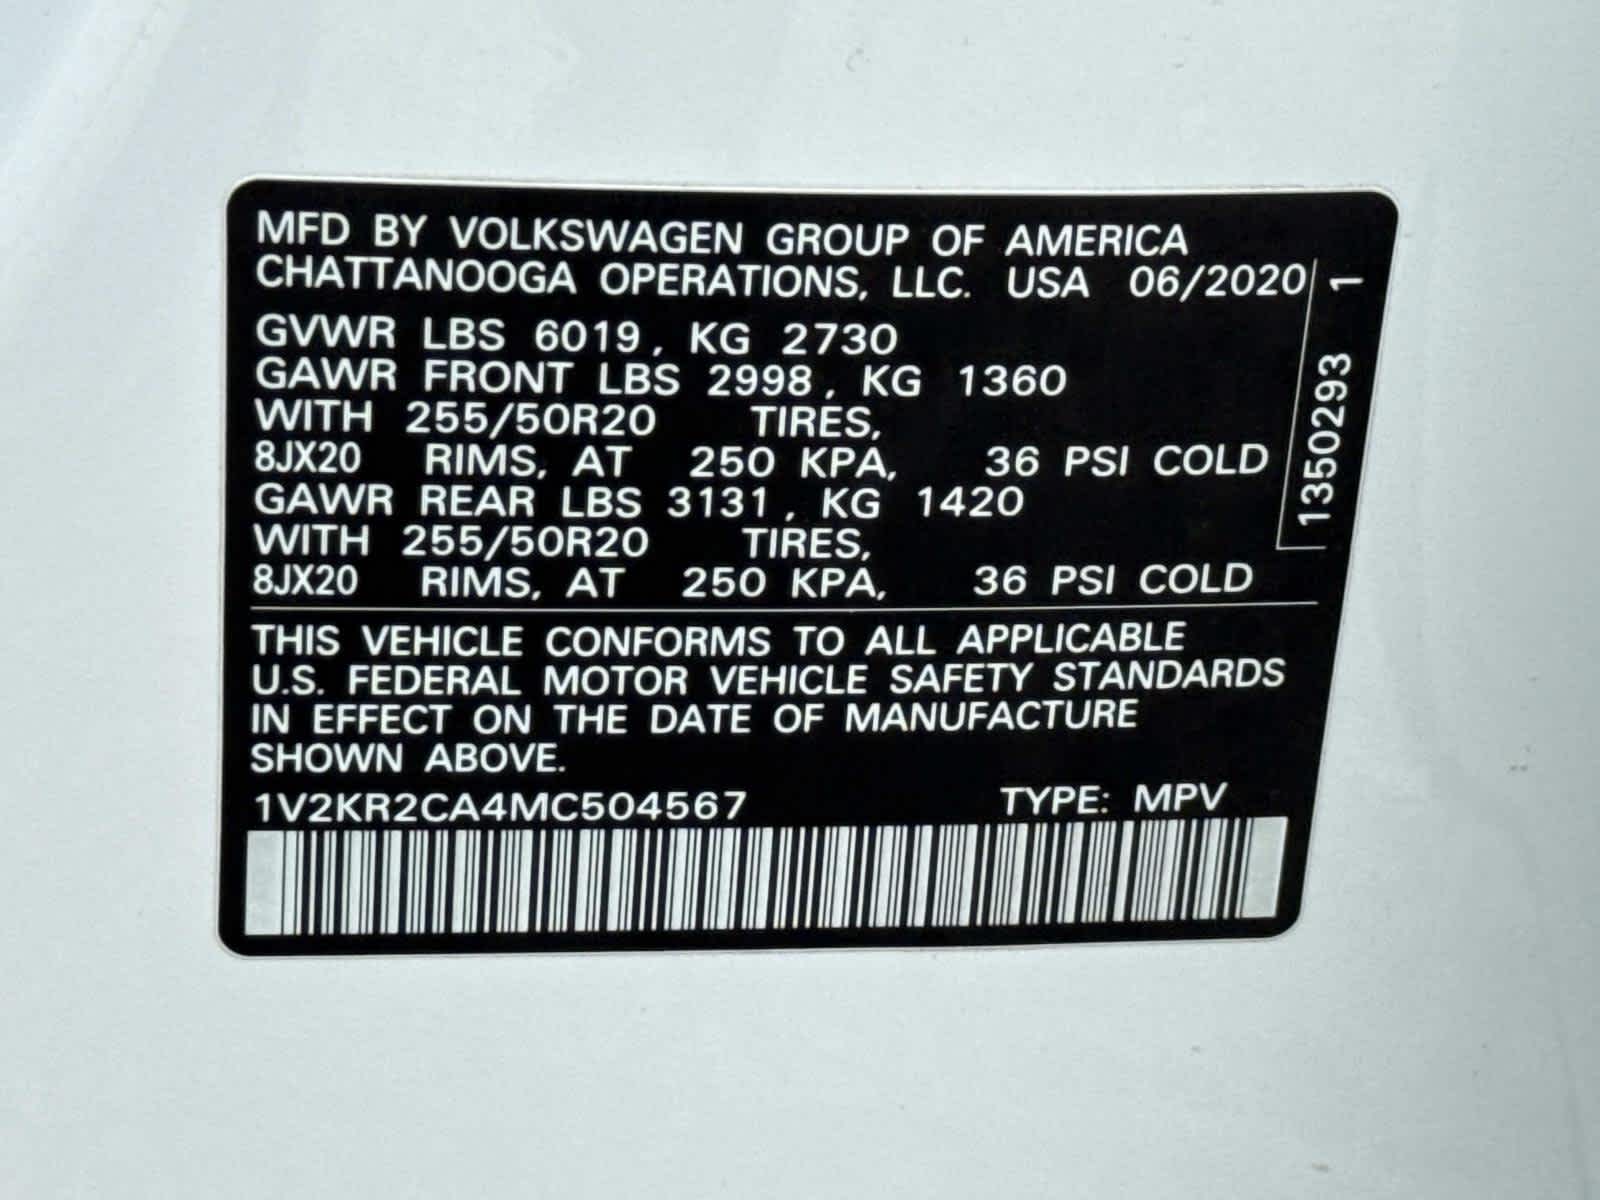 MFD BY VOLKSWAGEN GROUP OF AMERICA
CHATTANOOGA OPERATIONS, LLC. USA 06/2020
GVWR LBS 6019, KG 2730
GAWR FRONT LBS 2998, KG 1360
WITH 255/50R20 TIRES,
8JX20 RIMS, AT 250 KPA, 36 PSI COLD
GAWR REAR LBS 3131, KG 1420
WITH 255/50R20 TIRES,
8JX20 RIMS, AT 250 KPA, 36 PSI COLD
1350293 1
THIS VEHICLE CONFORMS TO ALL APPLICABLE
U.S. FEDERAL MOTOR VEHICLE SAFETY STANDARDS
IN EFFECT ON THE DATE OF MANUFACTURE
SHOWN ABOVE.
1V2KR2CA4MC504567 TYPE: MPV